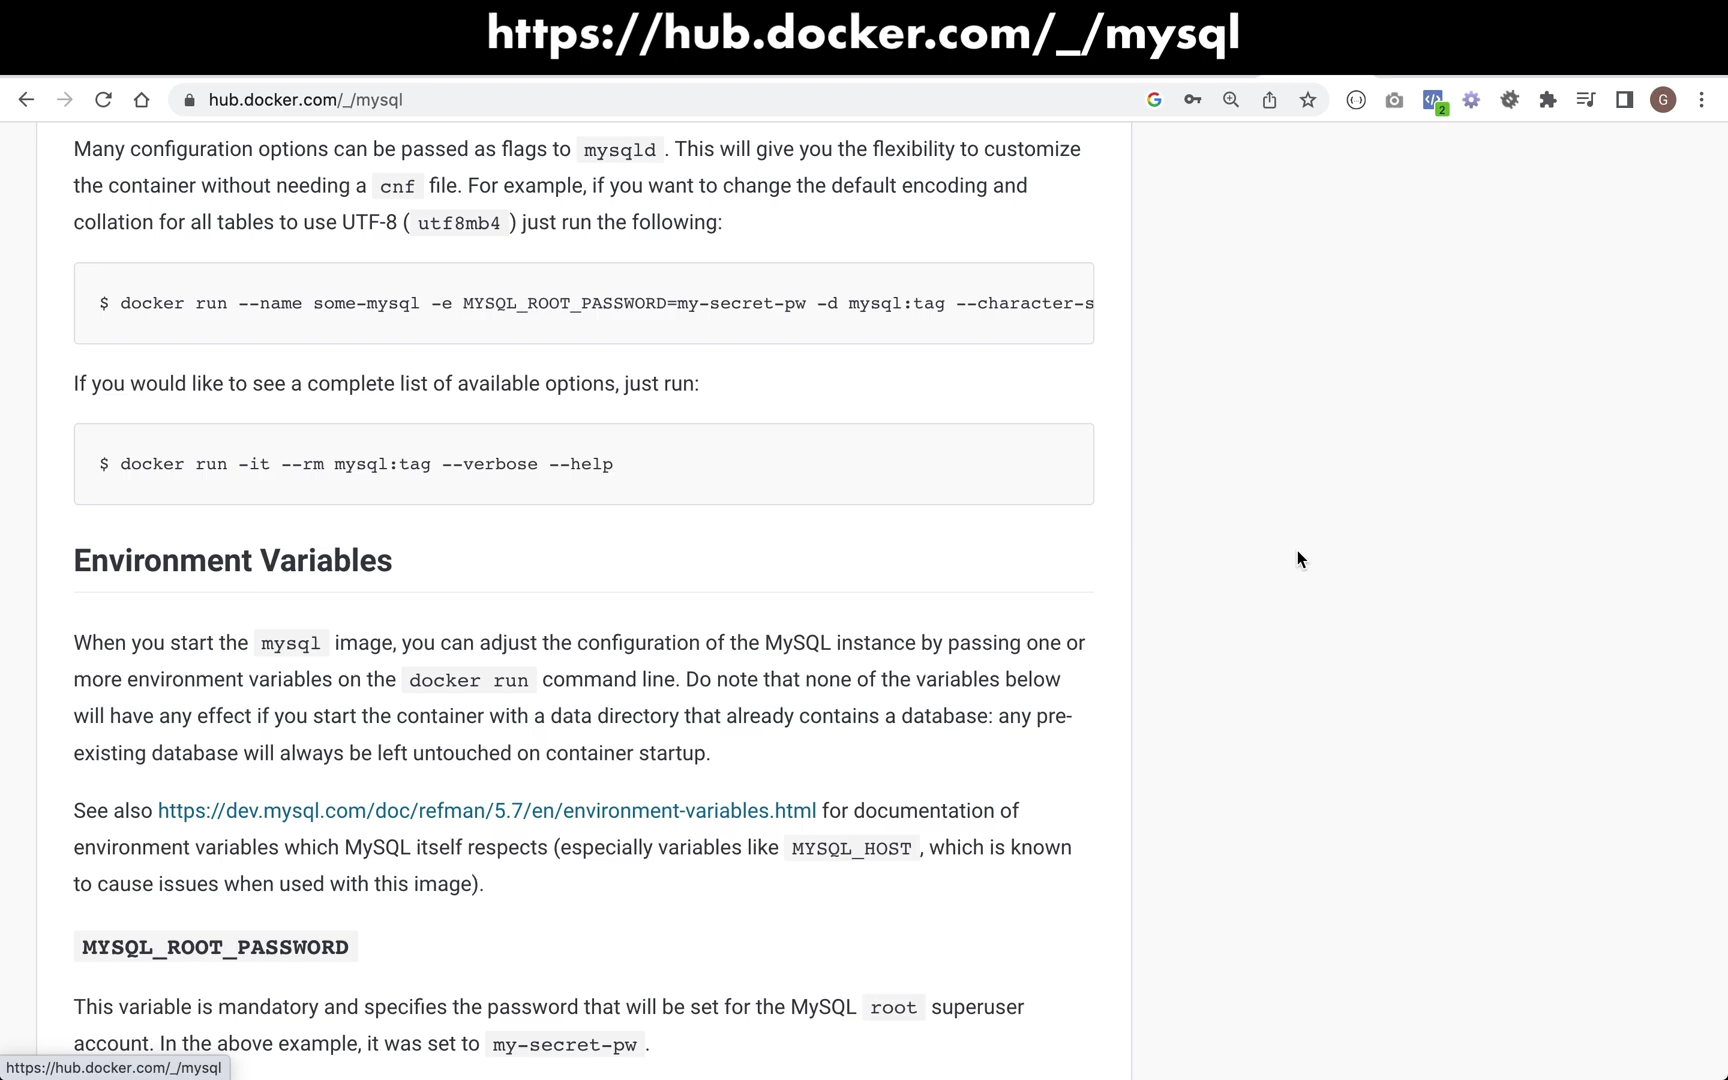 https://hub.docker.com/_/mysql
hub.docker.com/_/mysql
2
G
Many configuration options can be passed as flags to mysqld . This will give you the flexibility to customize
the container without needing a cnf file. For example, if you want to change the default encoding and
collation for all tables to use UTF-8 ( utf8mb4 ) just run the following:
$ docker run --name some-mysql -e MYSQL_ROOT_PASSWORD=my-secret-pw -d mysql:tag --character-s
If you would like to see a complete list of available options, just run:
$ docker run -it --rm mysql:tag --verbose --help
Environment Variables
When you start the mysql image, you can adjust the configuration of the MySQL instance by passing one or
more environment variables on the docker run command line. Do note that none of the variables below
will have any effect if you start the container with a data directory that already contains a database: any pre-
existing database will always be left untouched on container startup.
See also https://dev.mysql.com/doc/refman/5.7/en/environment-variables.html for documentation of
environment variables which MySQL itself respects (especially variables like MYSQL_HOST , which is known
to cause issues when used with this image).
MYSQL_ROOT_PASSWORD
This variable is mandatory and specifies the password that will be set for the MySQL root superuser
account. In the above example, it was set to my-secret-pw .
https://hub.docker.com/_/mysql